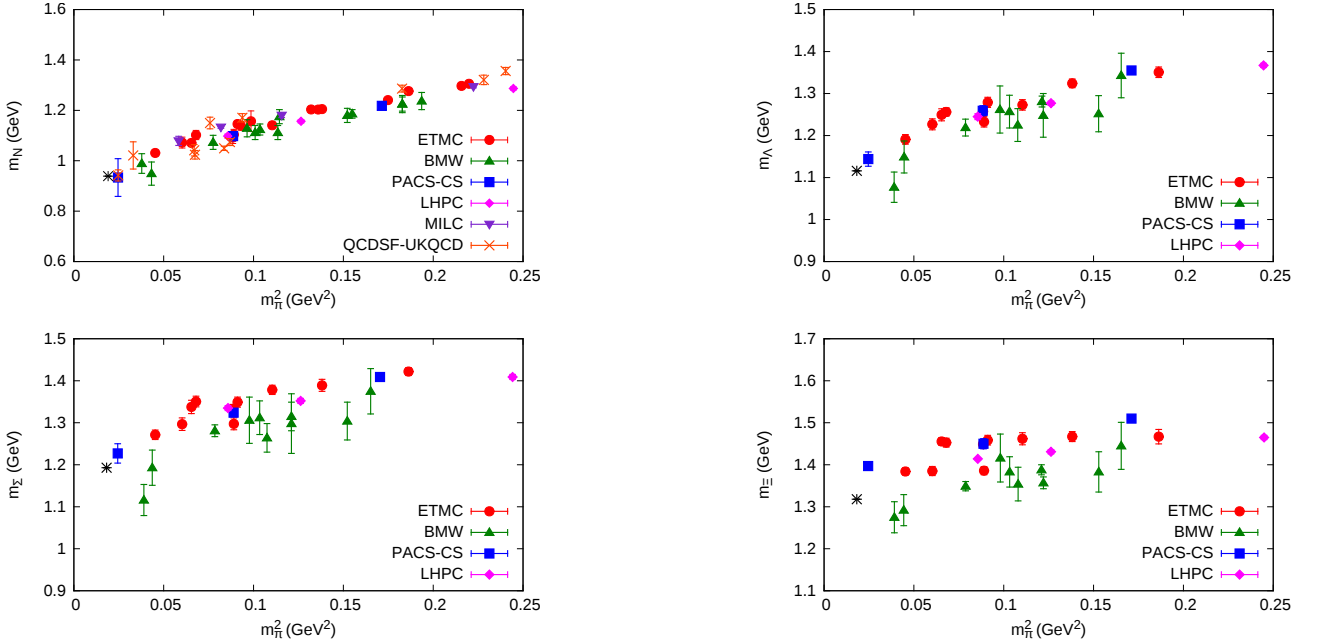 1.6
1.4
1.2
1
0.8
0.6
m_N (GeV)
0 0.05 0.1 0.15 0.2 0.25
m_π^2 (GeV^2)
ETMC
BMW
PACS-CS
LHPC
MILC
QCDSF-UKQCD
1.5
1.4
1.3
1.2
1.1
1
0.9
m_Λ (GeV)
0 0.05 0.1 0.15 0.2 0.25
m_π^2 (GeV^2)
ETMC
BMW
PACS-CS
LHPC
1.5
1.4
1.3
1.2
1.1
1
0.9
m_Σ (GeV)
0 0.05 0.1 0.15 0.2 0.25
m_π^2 (GeV^2)
ETMC
BMW
PACS-CS
LHPC
1.7
1.6
1.5
1.4
1.3
1.2
1.1
m_Ξ (GeV)
0 0.05 0.1 0.15 0.2 0.25
m_π^2 (GeV^2)
ETMC
BMW
PACS-CS
LHPC